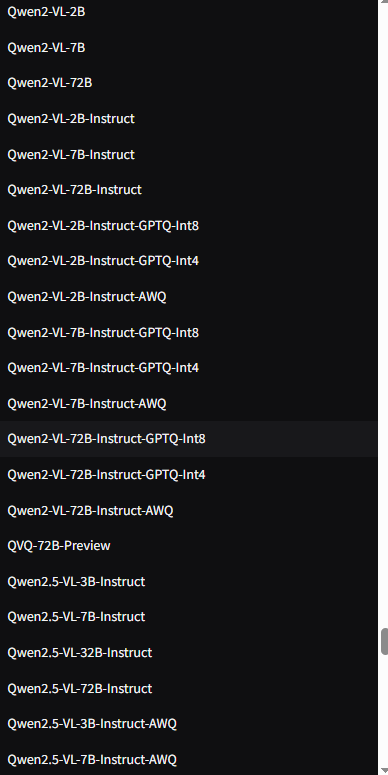 Qwen2-VL-2B
Qwen2-VL-7B
Qwen2-VL-72B
Qwen2-VL-2B-Instruct
Qwen2-VL-7B-Instruct
Qwen2-VL-72B-Instruct
Qwen2-VL-2B-Instruct-GPTQ-Int8
Qwen2-VL-2B-Instruct-GPTQ-Int4
Qwen2-VL-2B-Instruct-AWQ
Qwen2-VL-7B-Instruct-GPTQ-Int8
Qwen2-VL-7B-Instruct-GPTQ-Int4
Qwen2-VL-7B-Instruct-AWQ
Qwen2-VL-72B-Instruct-GPTQ-Int8
Qwen2-VL-72B-Instruct-GPTQ-Int4
Qwen2-VL-72B-Instruct-AWQ
QVQ-72B-Preview
Qwen2.5-VL-3B-Instruct
Qwen2.5-VL-7B-Instruct
Qwen2.5-VL-32B-Instruct
Qwen2.5-VL-72B-Instruct
Qwen2.5-VL-3B-Instruct-AWQ
Qwen2.5-VL-7B-Instruct-AWQ